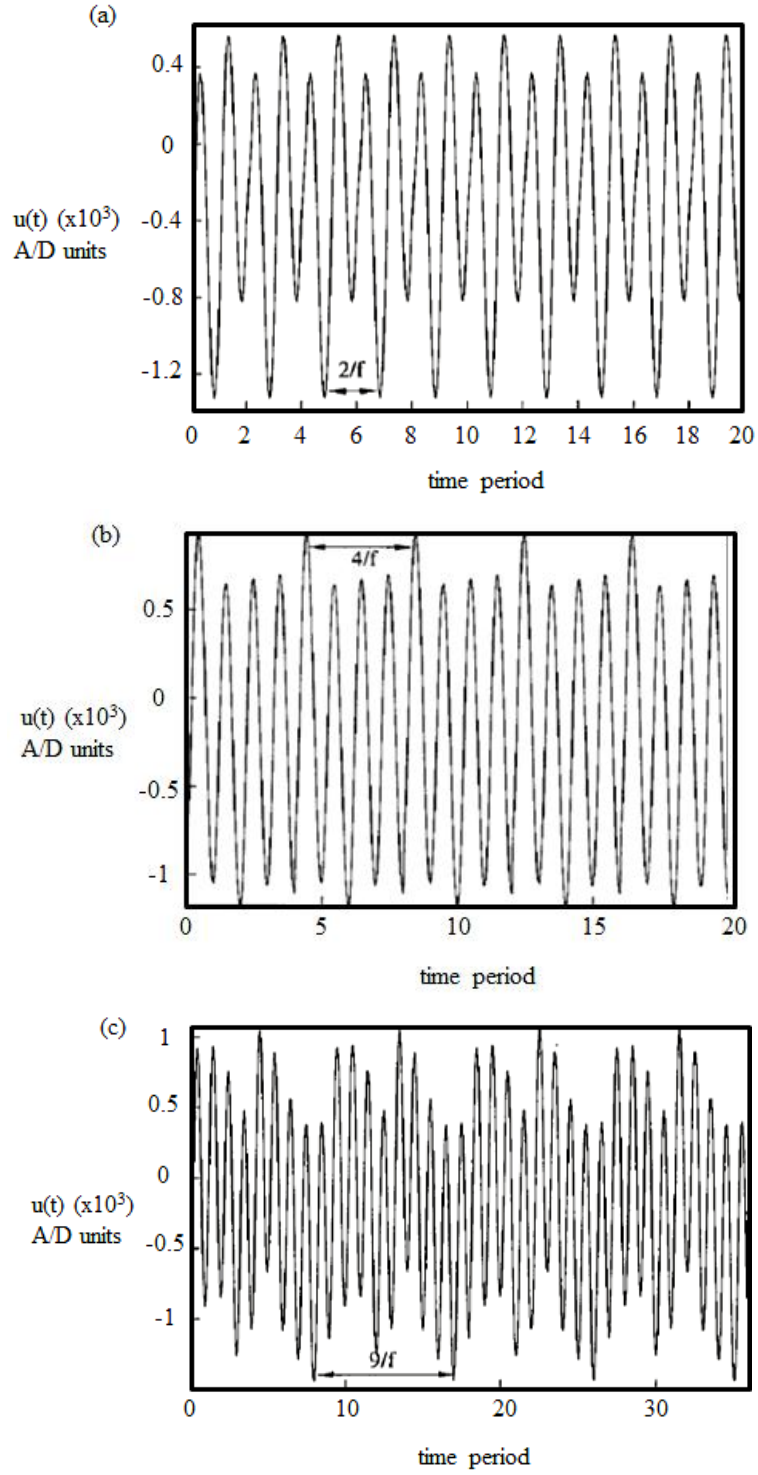 (a)
0.4
0
-0.4
-0.8
-1.2
u(t) (x10³)
A/D units
2/f
0 2 4 6 8 10 12 14 16 18 20
time period
(b)
4/f
0.5
0
-0.5
-1
u(t) (x10³)
A/D units
0 5 10 15 20
time period
(c)
1
0.5
0
-0.5
-1
u(t) (x10³)
A/D units
9/f
0 10 20 30
time period